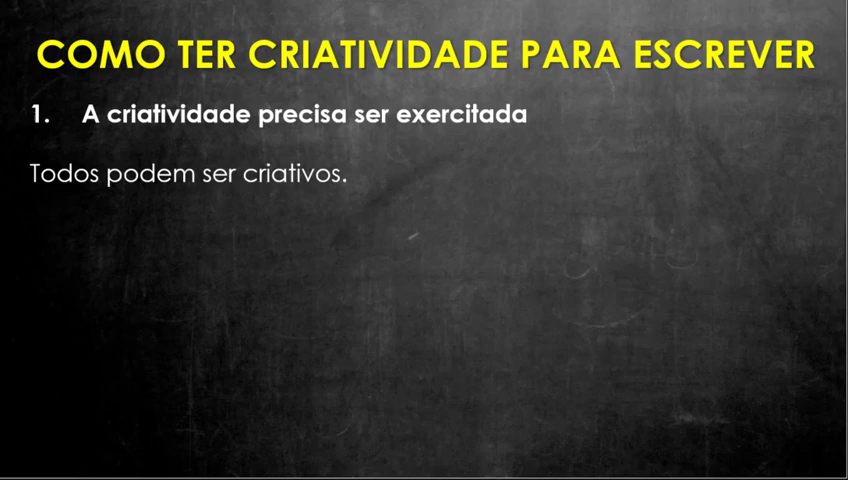 COMO TER CRIATIVIDADE PARA ESCREVER
1. A criatividade precisa ser exercitada
Todos podem ser criativos.